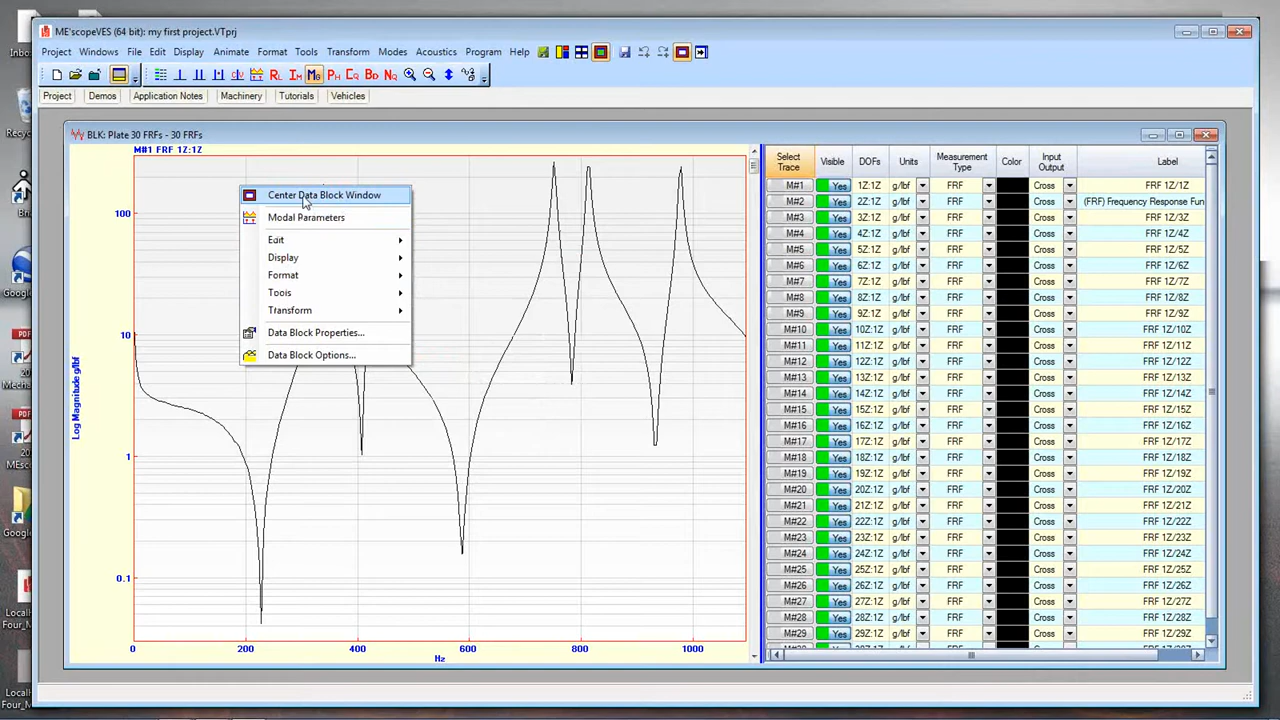 ME'scopeVES (64 bit): my first project.VTprj
Project Windows File Edit Display Animate Format Tools Transform Modes Acoustics Program Help
RL IM MG PH CQ BD NQ
Project Demos Application Notes Machinery Tutorials Vehicles
BLK: Plate 30 FRFs - 30 FRFs
M#1 FRF 1Z:1Z
Center Data Block Window
Modal Parameters
Edit
Display
Format
Tools
Transform
Data Block Properties...
Data Block Options...
100
10
1
0.1
Log Magnitude g/lbf
0 200 400 600 800 1000
Hz
Select Trace Visible DOFs Units Measurement Type Color Input Output Label
M#1 Yes 1Z:1Z g/lbf FRF Cross FRF 1Z/1Z
M#2 Yes 2Z:1Z g/lbf FRF Cross (FRF) Frequency Response Fun
M#3 Yes 3Z:1Z g/lbf FRF Cross FRF 1Z/3Z
M#4 Yes 4Z:1Z g/lbf FRF Cross FRF 1Z/4Z
M#5 Yes 5Z:1Z g/lbf FRF Cross FRF 1Z/5Z
M#6 Yes 6Z:1Z g/lbf FRF Cross FRF 1Z/6Z
M#7 Yes 7Z:1Z g/lbf FRF Cross FRF 1Z/7Z
M#8 Yes 8Z:1Z g/lbf FRF Cross FRF 1Z/8Z
M#9 Yes 9Z:1Z g/lbf FRF Cross FRF 1Z/9Z
M#10 Yes 10Z:1Z g/lbf FRF Cross FRF 1Z/10Z
M#11 Yes 11Z:1Z g/lbf FRF Cross FRF 1Z/11Z
M#12 Yes 12Z:1Z g/lbf FRF Cross FRF 1Z/12Z
M#13 Yes 13Z:1Z g/lbf FRF Cross FRF 1Z/13Z
M#14 Yes 14Z:1Z g/lbf FRF Cross FRF 1Z/14Z
M#15 Yes 15Z:1Z g/lbf FRF Cross FRF 1Z/15Z
M#16 Yes 16Z:1Z g/lbf FRF Cross FRF 1Z/16Z
M#17 Yes 17Z:1Z g/lbf FRF Cross FRF 1Z/17Z
M#18 Yes 18Z:1Z g/lbf FRF Cross FRF 1Z/18Z
M#19 Yes 19Z:1Z g/lbf FRF Cross FRF 1Z/19Z
M#20 Yes 20Z:1Z g/lbf FRF Cross FRF 1Z/20Z
M#21 Yes 21Z:1Z g/lbf FRF Cross FRF 1Z/21Z
M#22 Yes 22Z:1Z g/lbf FRF Cross FRF 1Z/22Z
M#23 Yes 23Z:1Z g/lbf FRF Cross FRF 1Z/23Z
M#24 Yes 24Z:1Z g/lbf FRF Cross FRF 1Z/24Z
M#25 Yes 25Z:1Z g/lbf FRF Cross FRF 1Z/25Z
M#26 Yes 26Z:1Z g/lbf FRF Cross FRF 1Z/26Z
M#27 Yes 27Z:1Z g/lbf FRF Cross FRF 1Z/27Z
M#28 Yes 28Z:1Z g/lbf FRF Cross FRF 1Z/28Z
M#29 Yes 29Z:1Z g/lbf FRF Cross FRF 1Z/29Z